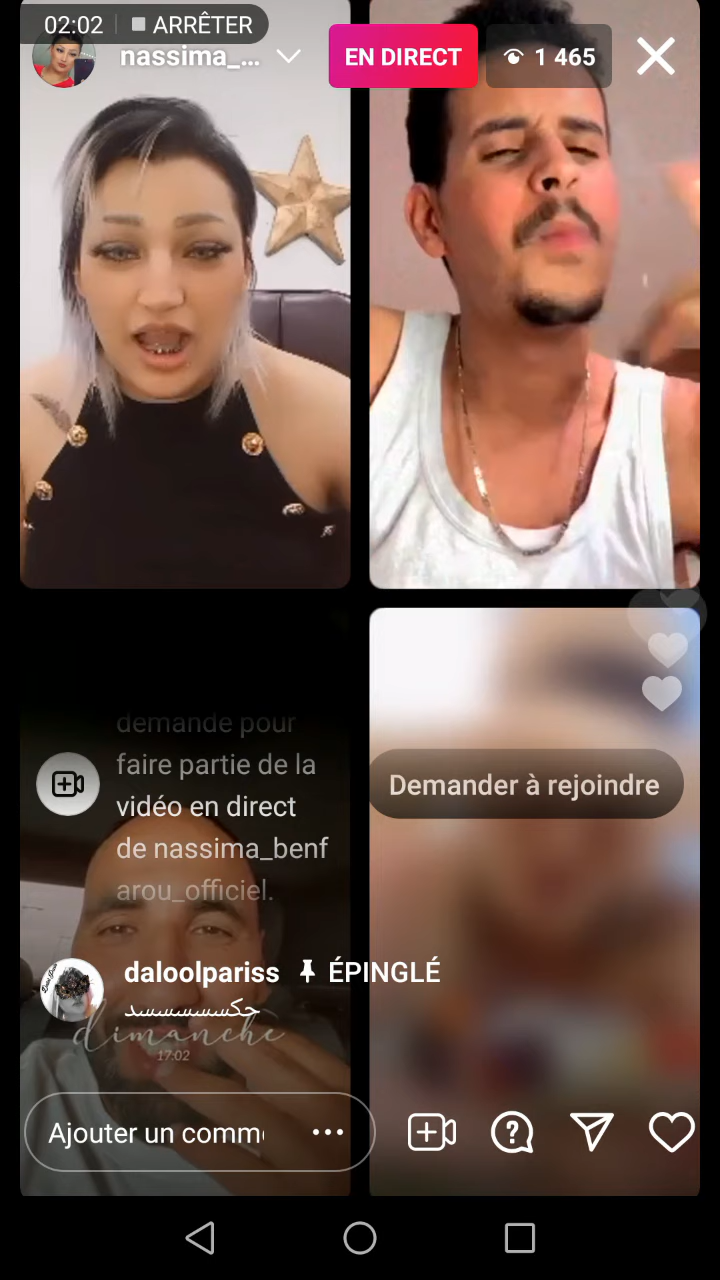 02:02 ARRÊTER
nassima_...
EN DIRECT
1 465
demande pour
faire partie de la
vidéo en direct
de nassima_benf
arou_officiel.
Demander à rejoindre
daloolpariss ÉPINGLÉ
حكسسسسسسد
dimanche
17:02
Ajouter un comm